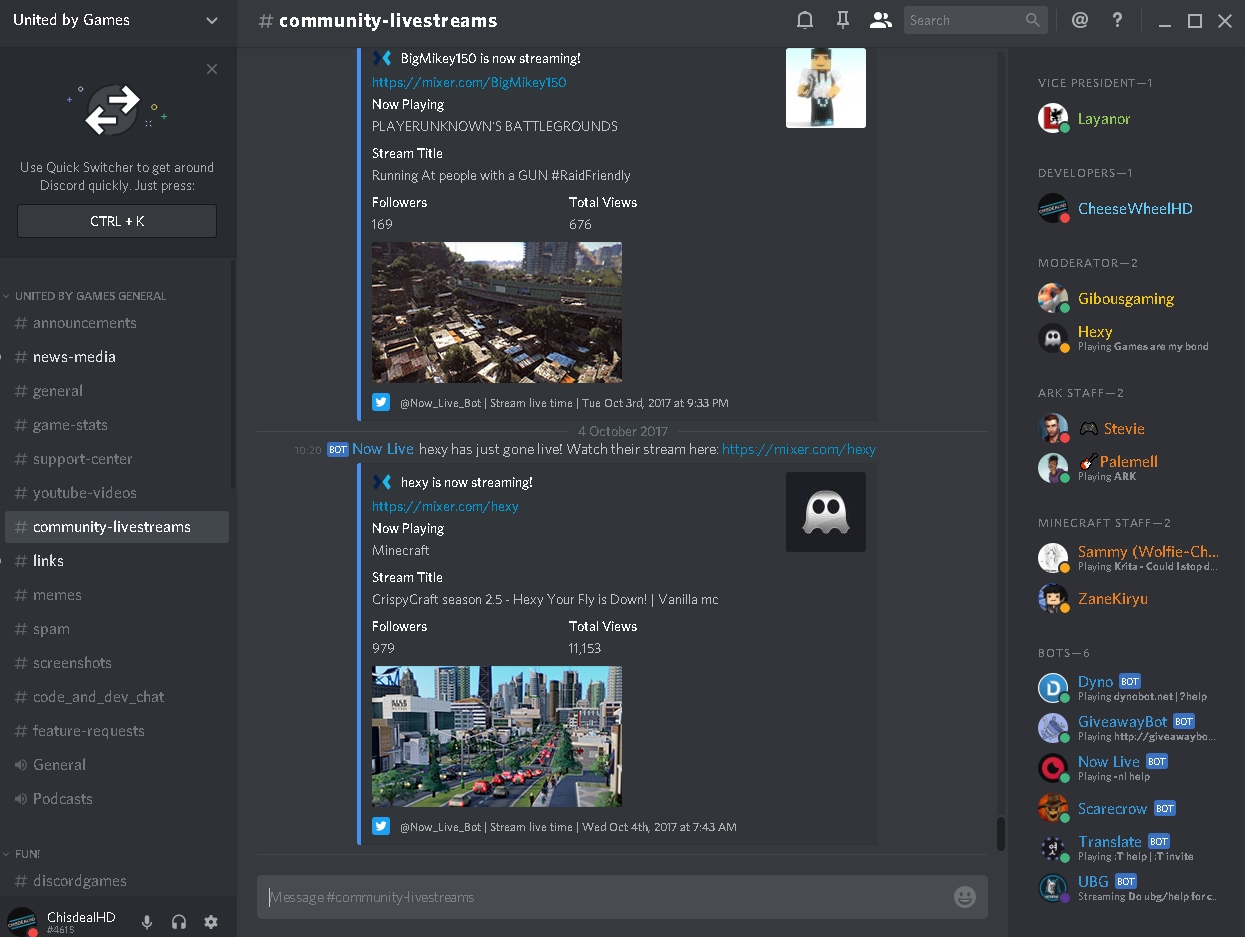 United by Games
Use Quick Switcher to get around
Discord quickly. Just press:
CTRL + K
UNITED BY GAMES GENERAL
# announcements
# news-media
# general
# game-stats
# support-center
# youtube-videos
# community-livestreams
# links
# memes
# spam
# screenshots
# code_and_dev_chat
# feature-requests
General
Podcasts
FUN!
# discordgames
ChisdealHD
#4615
# community-livestreams
Search
BigMikey150 is now streaming!
https://mixer.com/BigMikey150
Now Playing
PLAYERUNKNOWN'S BATTLEGROUNDS
Stream Title
Running At people with a GUN #RaidFriendly
Followers Total Views
169 676
@Now_Live_Bot | Stream live time | Tue Oct 3rd, 2017 at 9:33 PM
4 October 2017
10:20 BOT Now Live hexy has just gone live! Watch their stream here: https://mixer.com/hexy
hexy is now streaming!
https://mixer.com/hexy
Now Playing
Minecraft
Stream Title
CrispyCraft season 2.5 - Hexy Your Fly is Down! | Vanilla mc
Followers Total Views
979 11,153
@Now_Live_Bot | Stream live time | Wed Oct 4th, 2017 at 7:43 AM
Message #community-livestreams
VICE PRESIDENT—1
Layanor
DEVELOPERS—1
CheeseWheelHD
MODERATOR—2
Gibousgaming
Hexy
Playing Games are my bond
ARK STAFF—2
🎮 Stevie
🎸Palemell
Playing ARK
MINECRAFT STAFF—2
Sammy (Wolfie-Ch...
Playing Krita - Could I stop d...
ZaneKiryu
BOTS—6
Dyno BOT
Playing dynobot.net | ?help
GiveawayBot BOT
Playing http://giveawaybo...
Now Live BOT
Playing -nl help
Scarecrow BOT
Translate BOT
Playing :T help | :T invite
UBG BOT
Streaming Do ubg/help for c...